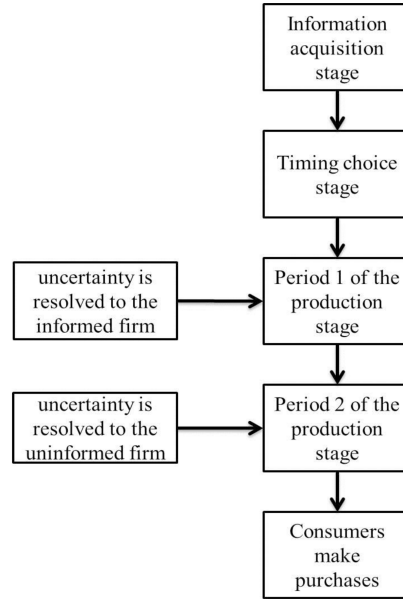 Information
acquisition
stage
Timing choice
stage
uncertainty is
resolved to the
informed firm
Period 1 of the
production
stage
uncertainty is
resolved to the
uninformed firm
Period 2 of the
production
stage
Consumers
make
purchases